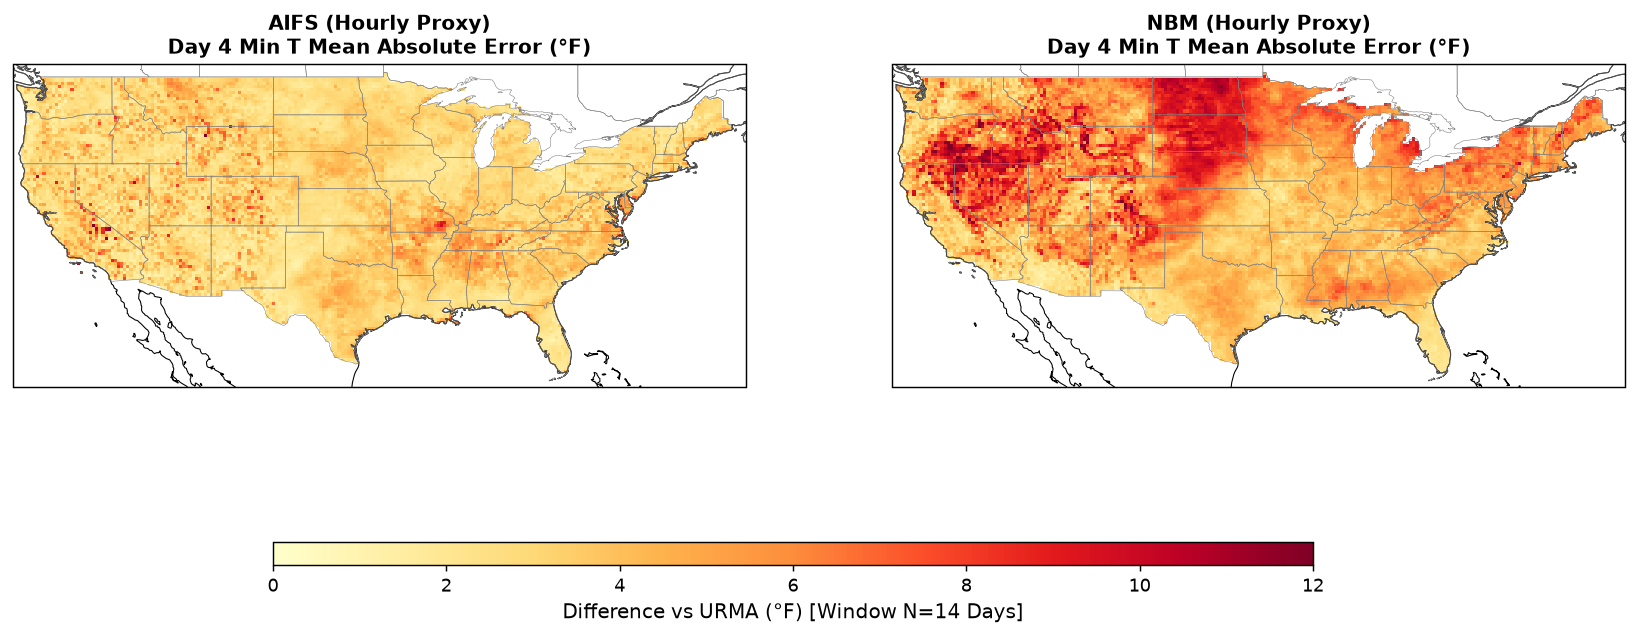 AIFS (Hourly Proxy)
Day 4 Min T Mean Absolute Error (°F)
NBM (Hourly Proxy)
Day 4 Min T Mean Absolute Error (°F)
0 2 4 6 8 10 12
Difference vs URMA (°F) [Window N=14 Days]